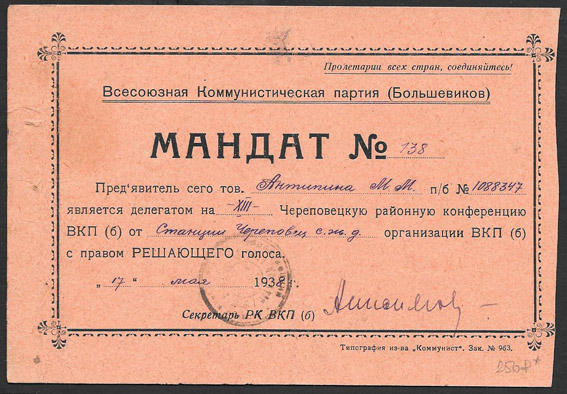 Пролетарии всех стран, соединяйтесь!
Всесоюзная Коммунистическая партия (Большевиков)
МАНДАТ № 138
Пред'явитель сего тов. Антипина М. М. п/б № 1088347
является делегатом на -XIII- Череповецкую районную конференцию
ВКП (б) от Станции Череповец с. ж. д. организации ВКП (б)
с правом РЕШАЮЩЕГО голоса.
"17" мая 1938 г.
Секретарь РК ВКП (б) Анисимов
Типография из-ва „Коммунист". Зак. № 963.